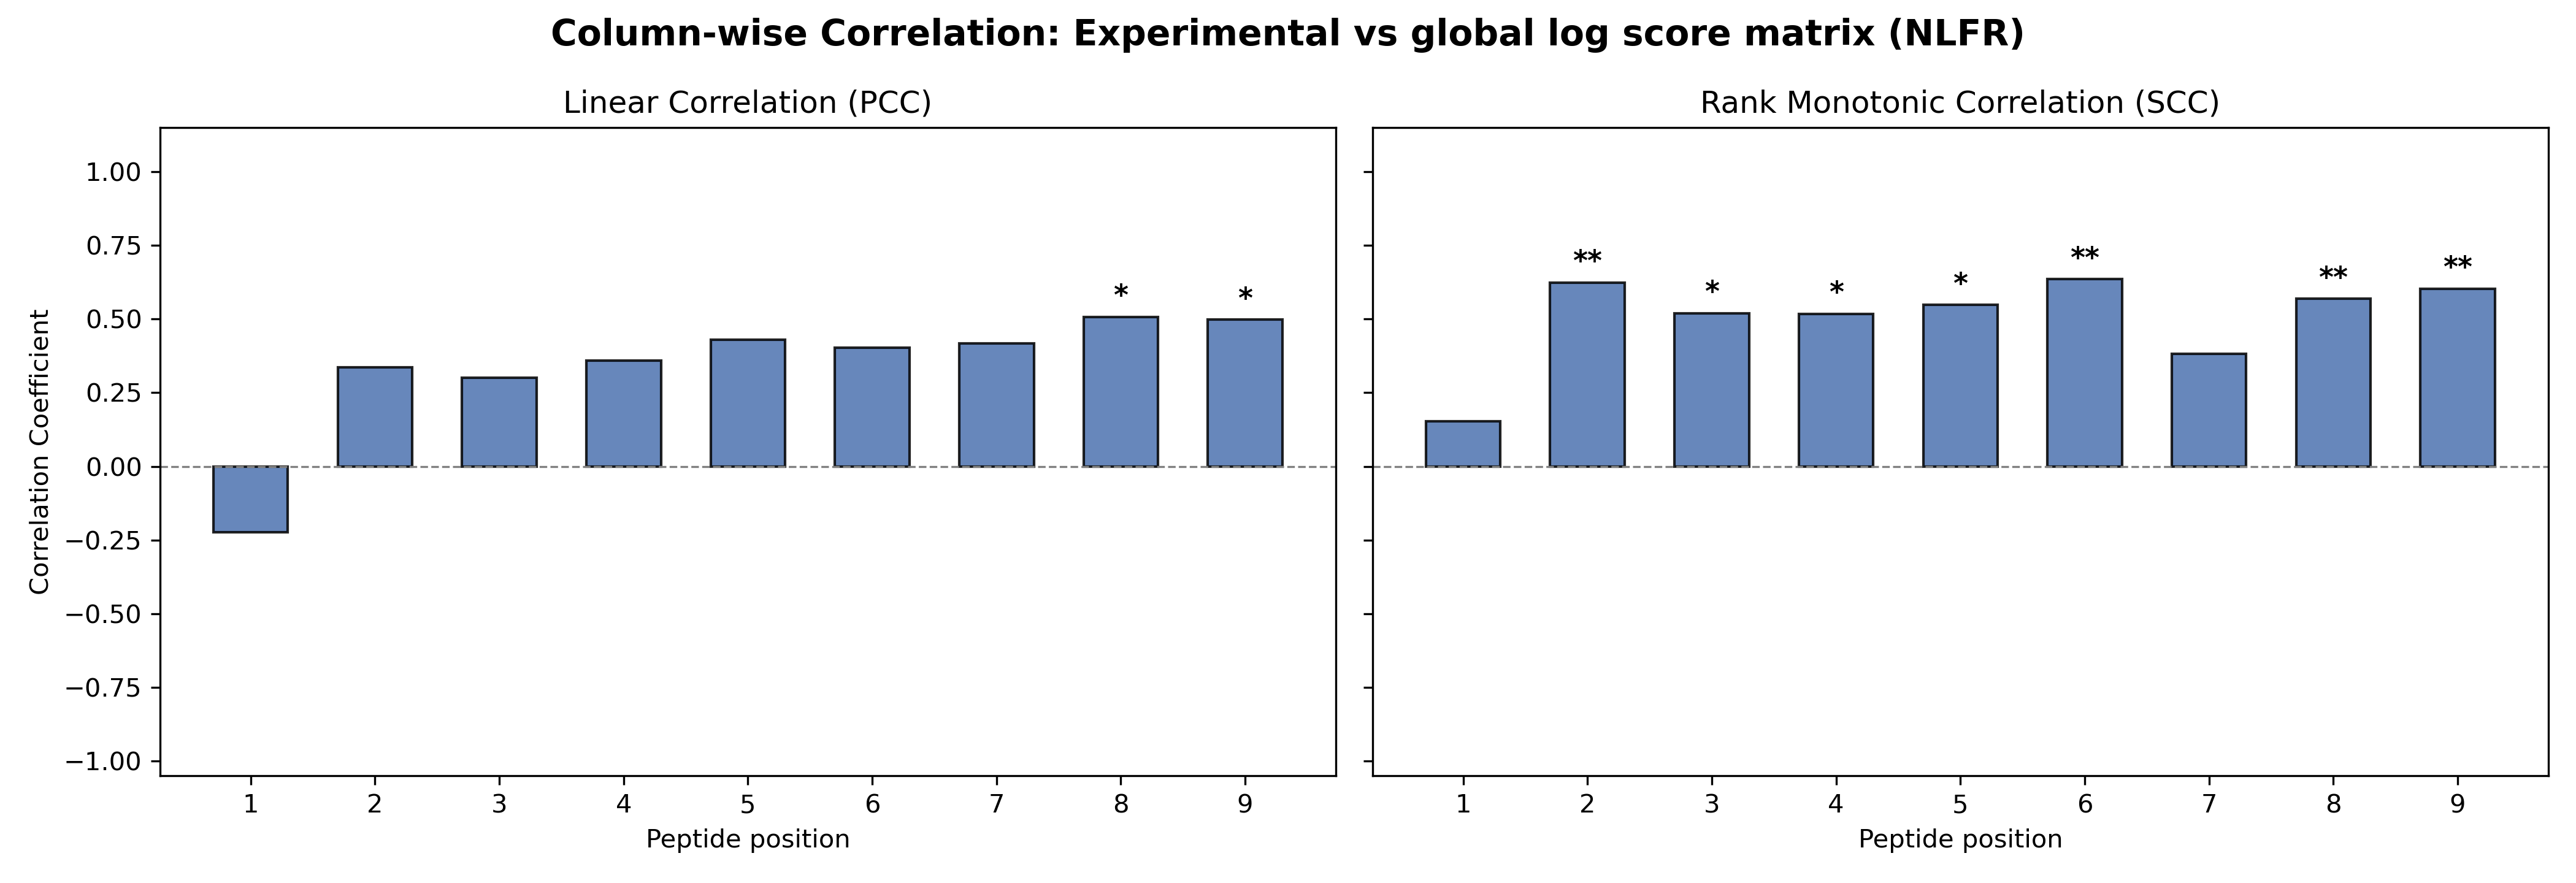 Column-wise Correlation: Experimental vs global log score matrix (NLFR)
Linear Correlation (PCC)
Correlation Coefficient
1.00
0.75
0.50
0.25
0.00
−0.25
−0.50
−0.75
−1.00
* *
1 2 3 4 5 6 7 8 9
Peptide position
Rank Monotonic Correlation (SCC)
** * * * ** ** **
1 2 3 4 5 6 7 8 9
Peptide position